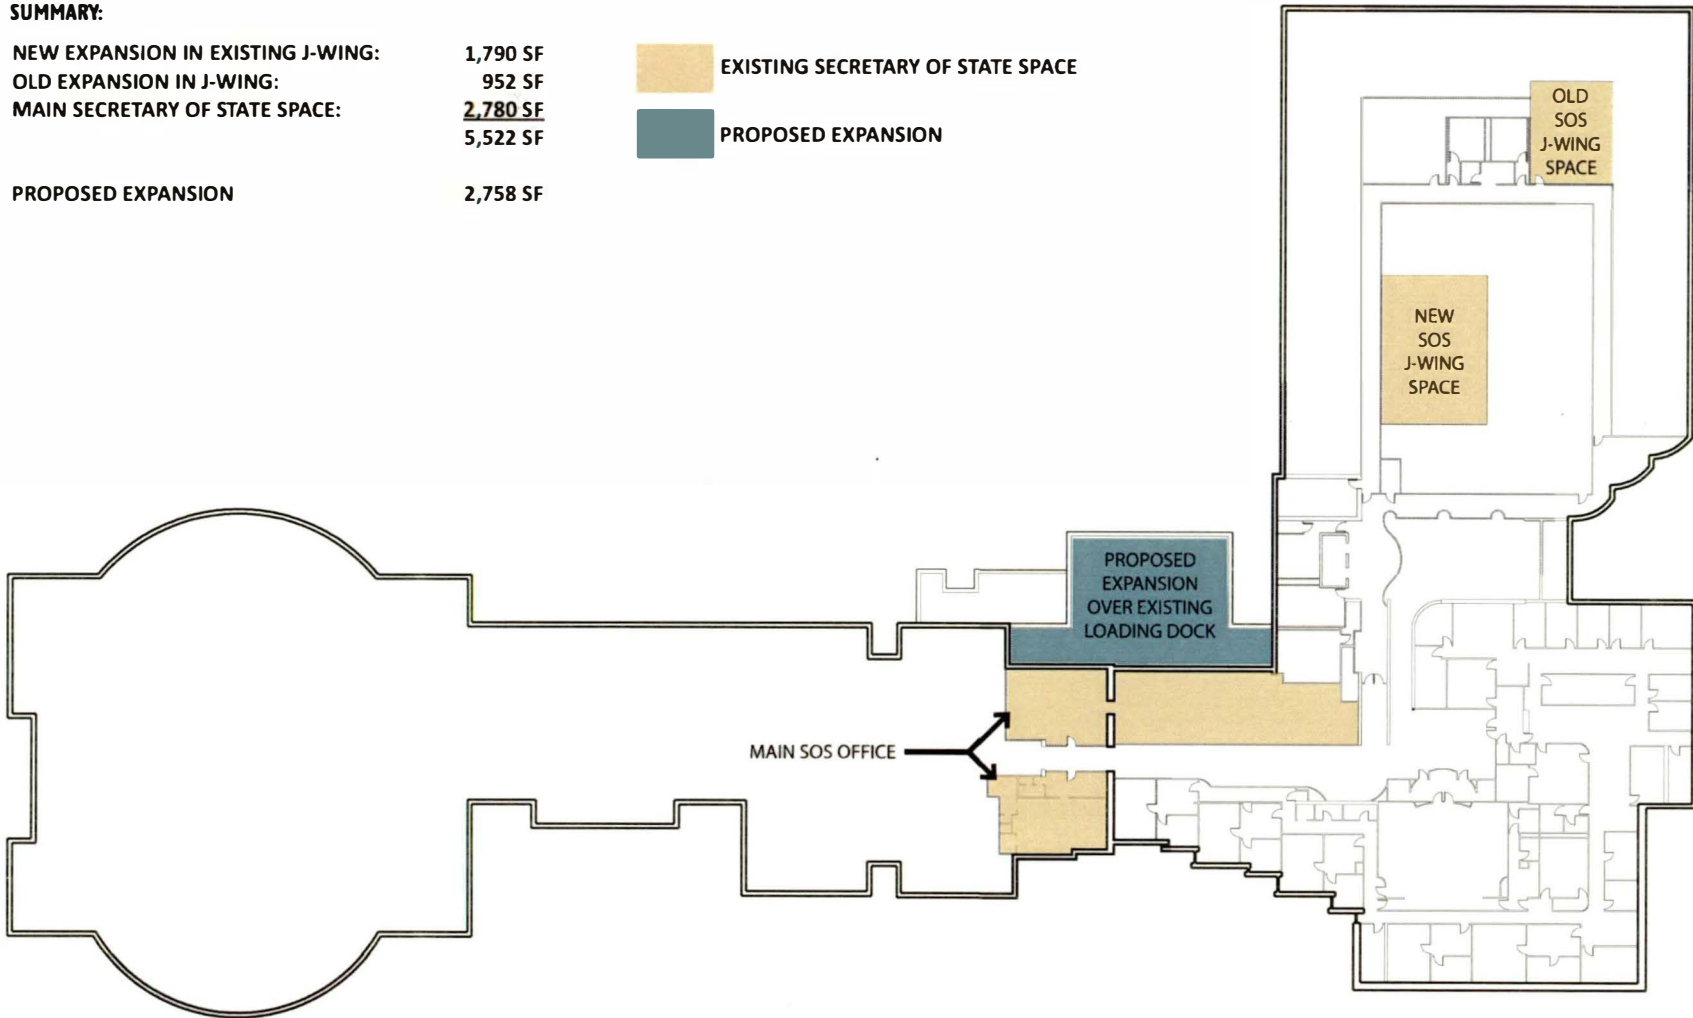 SUMMARY:
NEW EXPANSION IN EXISTING J-WING: 1,790 SF
OLD EXPANSION IN J-WING: 952 SF
MAIN SECRETARY OF STATE SPACE: 2,780 SF
5,522 SF
PROPOSED EXPANSION 2,758 SF
EXISTING SECRETARY OF STATE SPACE
PROPOSED EXPANSION
OLD
SOS
J-WING
SPACE
NEW
SOS
J-WING
SPACE
PROPOSED
EXPANSION
OVER EXISTING
LOADING DOCK
MAIN SOS OFFICE